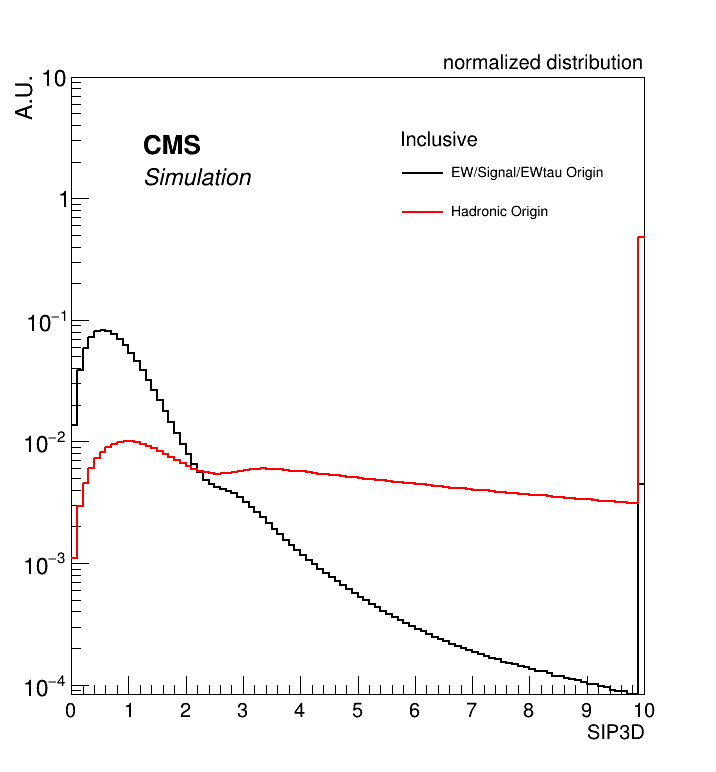 normalized distribution
A.U.
10
1
10⁻¹
10⁻²
10⁻³
10⁻⁴
CMS
Simulation
Inclusive
EW/Signal/EWtau Origin
Hadronic Origin
0 1 2 3 4 5 6 7 8 9 10
SIP3D